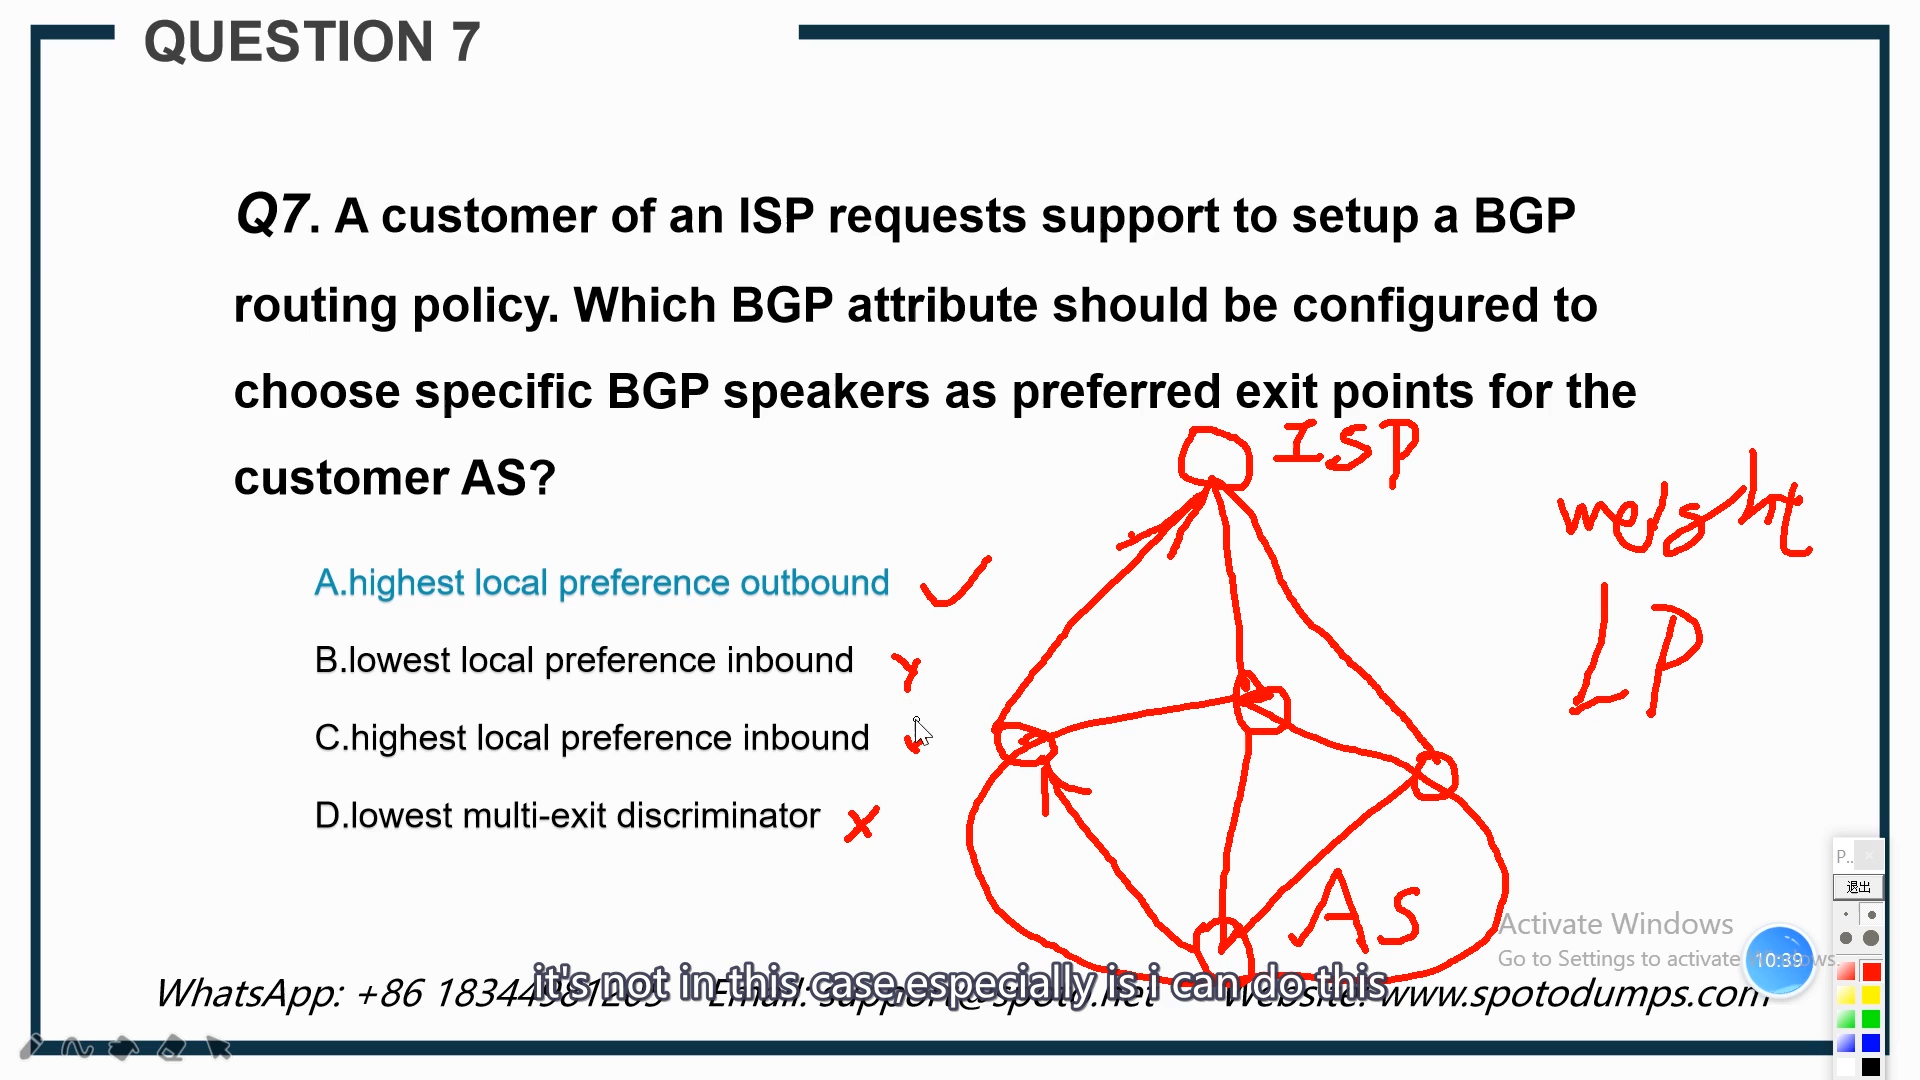 QUESTION 7
Q7. A customer of an ISP requests support to setup a BGP
routing policy. Which BGP attribute should be configured to
choose specific BGP speakers as preferred exit points for the
customer AS?
ISP
weight
LP
A.highest local preference outbound
B.lowest local preference inbound
C.highest local preference inbound
D.lowest multi-exit discriminator
AS
P..
退出
Activate Windows
Go to Settings to activate
10:39
it's not in this case especially is i can do this
WhatsApp: +86 18344
Website: www.spotodumps.com